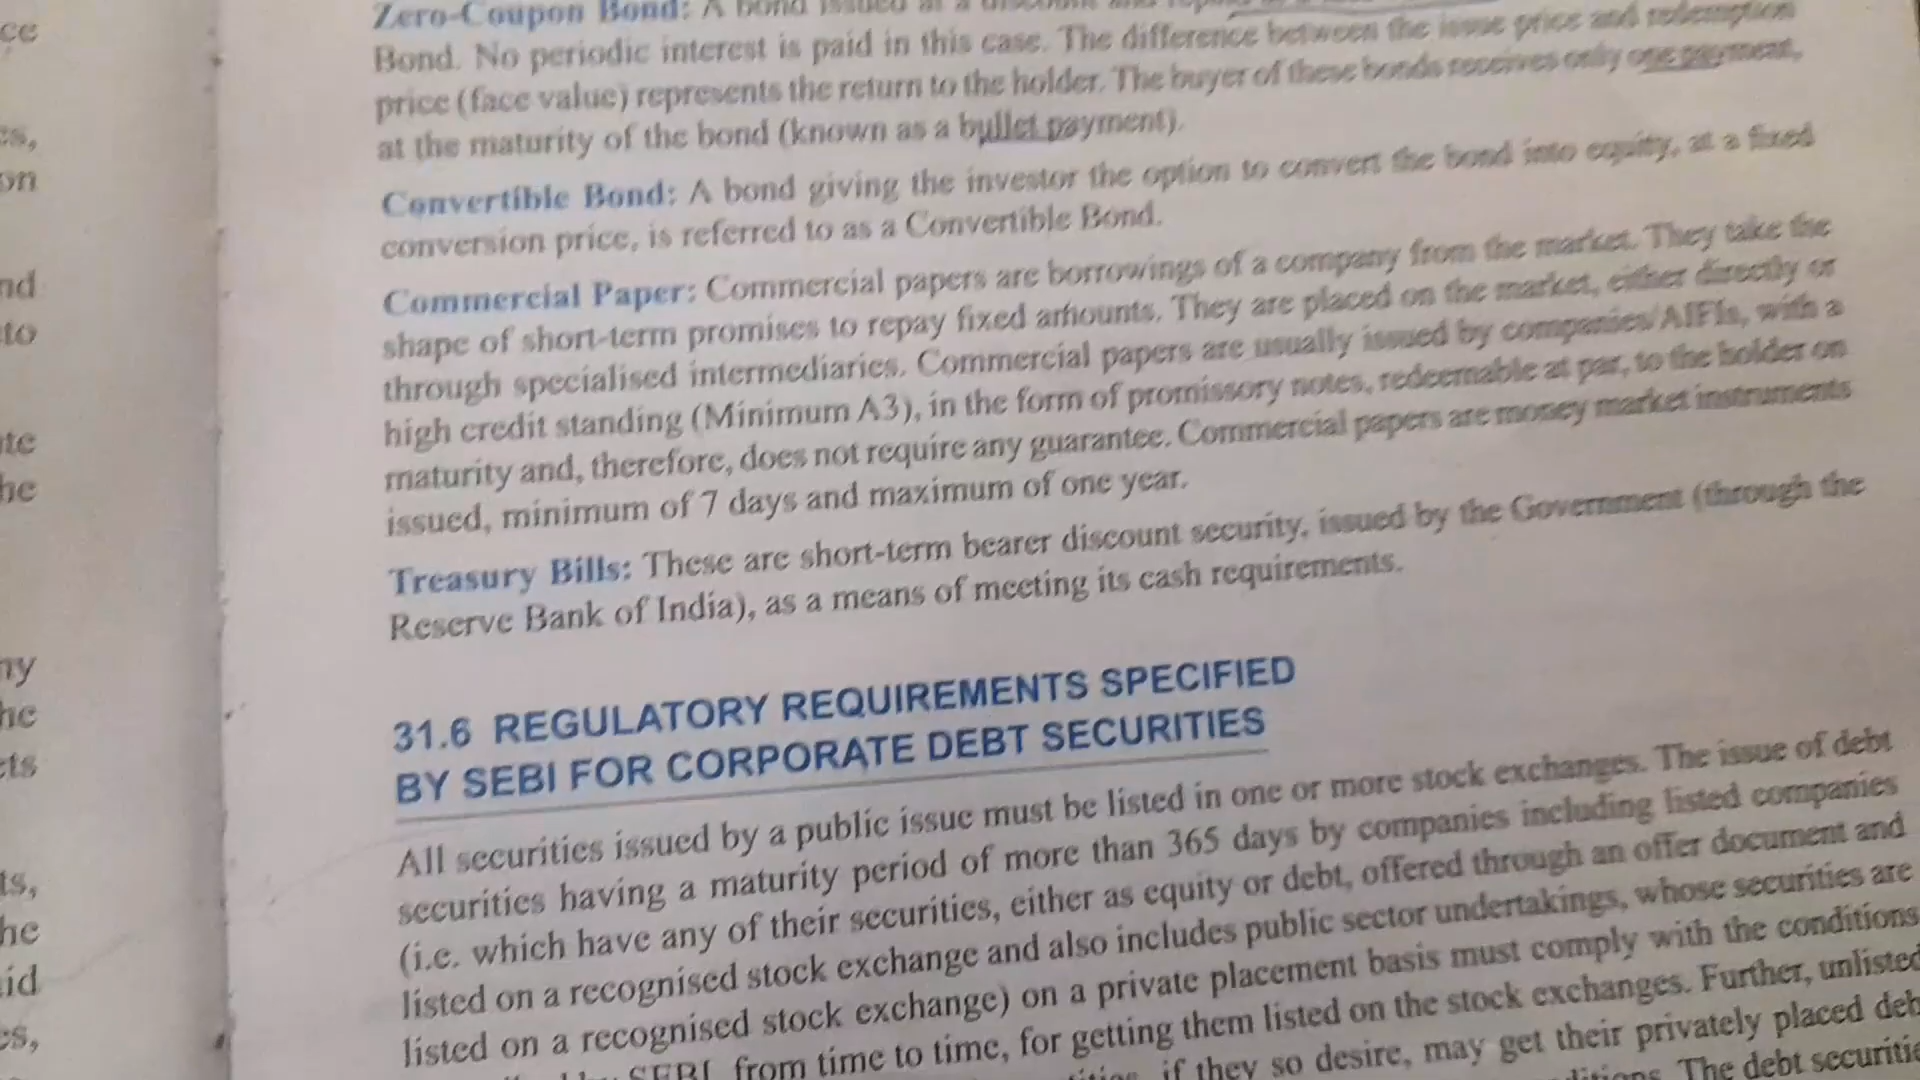 ce
es,
on
nd
to
ate
he
ny
he
cts
ts,
he
aid
es,
Zero-Coupon Bond: A bond issued at a discount and
Bond. No periodic interest is paid in this case. The difference between the issue price and redemption
price (face value) represents the return to the holder. The buyer of these bonds receives only one payment,
at the maturity of the bond (known as a bullet payment).
Convertible Bond: A bond giving the investor the option to convert the bond into equity, at a fixed
conversion price, is referred to as a Convertible Bond.
Commercial Paper: Commercial papers are borrowings of a company from the market. They take the
shape of short-term promises to repay fixed amounts. They are placed on the market, either directly or
through specialised intermediaries. Commercial papers are usually issued by companies/AIFIs, with a
high credit standing (Minimum A3), in the form of promissory notes, redeemable at par, to the holder on
maturity and, therefore, does not require any guarantee. Commercial papers are money market instruments
issued, minimum of 7 days and maximum of one year.
Treasury Bills: These are short-term bearer discount security, issued by the Government (through the
Reserve Bank of India), as a means of meeting its cash requirements.
31.6 REGULATORY REQUIREMENTS SPECIFIED
BY SEBI FOR CORPORATE DEBT SECURITIES
All securities issued by a public issue must be listed in one or more stock exchanges. The issue of debt
securities having a maturity period of more than 365 days by companies including listed companies
(i.e. which have any of their securities, either as equity or debt, offered through an offer document and
listed on a recognised stock exchange and also includes public sector undertakings, whose securities are
listed on a recognised stock exchange) on a private placement basis must comply with the conditions
SEBI from time to time, for getting them listed on the stock exchanges. Further, unlisted
if they so desire, may get their privately placed deb
The debt securitie